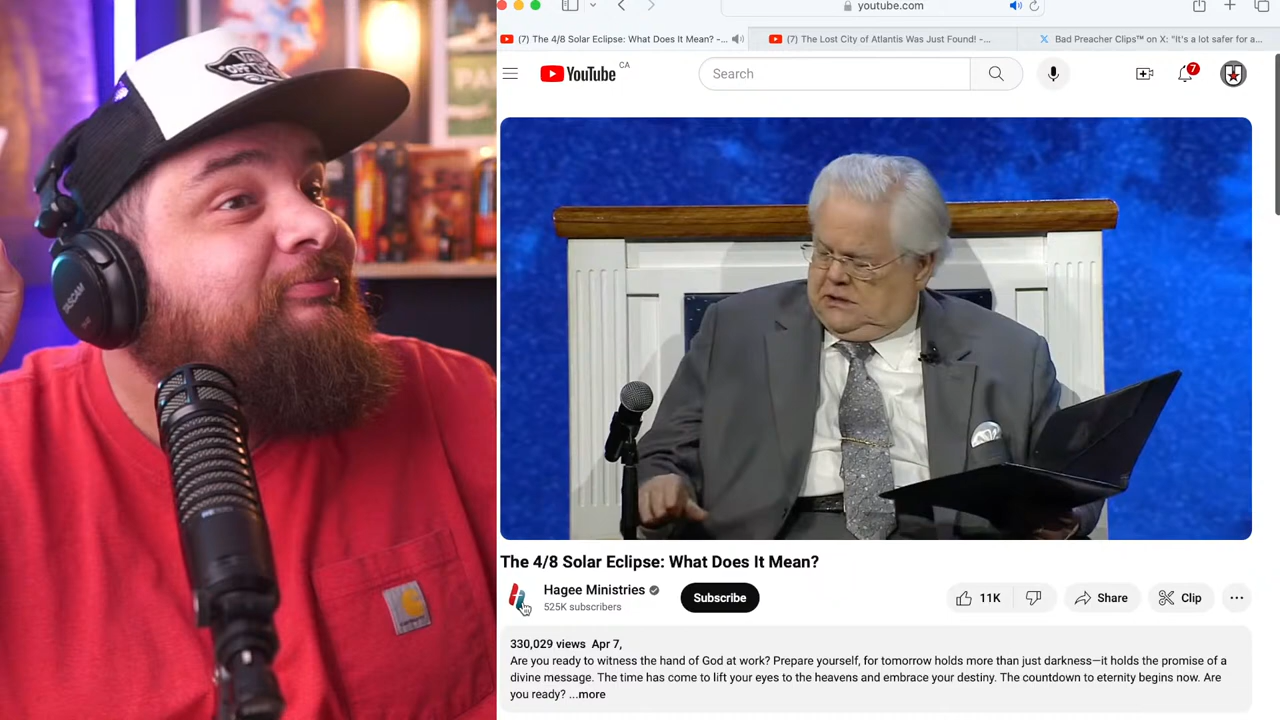 youtube.com
(7) The 4/8 Solar Eclipse: What Does It Mean? –...
(7) The Lost City of Atlantis Was Just Found! -...
Bad Preacher Clips™ on X: "It's a lot safer for a...
YouTube CA
Search
7
"OFF THE WALL"
TASCAM
The 4/8 Solar Eclipse: What Does It Mean?
Hagee Ministries
525K subscribers
Subscribe
11K
Share
Clip
330,029 views Apr 7,
Are you ready to witness the hand of God at work? Prepare yourself, for tomorrow holds more than just darkness—it holds the promise of a
divine message. The time has come to lift your eyes to the heavens and embrace your destiny. The countdown to eternity begins now. Are
you ready? ...more